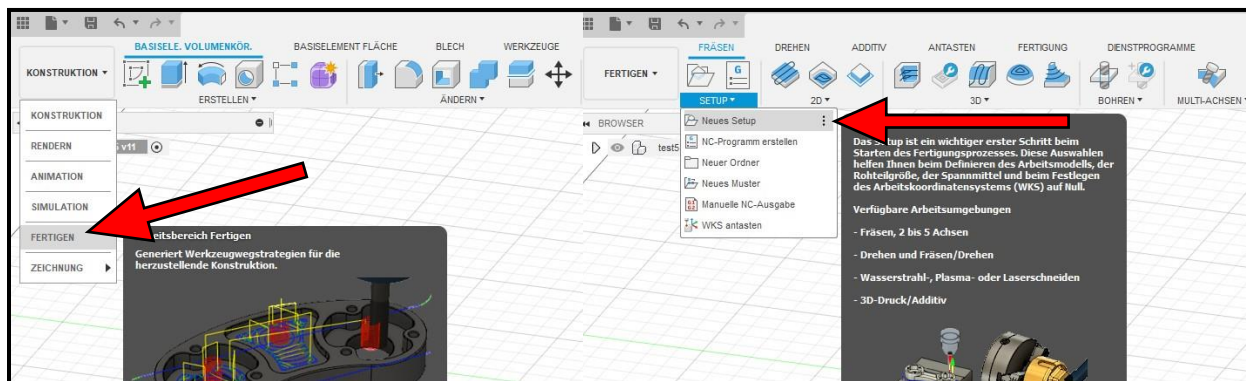 BASISELE. VOLUMENKÖR. BASISELEMENT FLÄCHE BLECH WERKZEUGE
KONSTRUKTION
ERSTELLEN ÄNDERN
KONSTRUKTION
RENDERN
v11
ANIMATION
SIMULATION
FERTIGEN
ZEICHNUNG
Bereich Fertigen
Generiert Werkzeugwegstrategien für die
herzustellende Konstruktion.
FRÄSEN DREHEN ADDITIV ANTASTEN FERTIGUNG DIENSTPROGRAMME
FERTIGEN
G
SETUP 2D 3D BOHREN MULTI-ACHSEN
BROWSER
test5
Neues Setup
NC-Programm erstellen
Neuer Ordner
Neues Muster
Manuelle NC-Ausgabe
WKS antasten
Das Setup ist ein wichtiger erster Schritt beim
Starten des Fertigungsprozesses. Diese Auswahlen
helfen Ihnen beim Definieren des Arbeitsmodells, der
Rohteilgröße, der Spannmittel und beim Festlegen
des Arbeitskoordinatensystems (WKS) auf Null.
Verfügbare Arbeitsumgebungen
- Fräsen, 2 bis 5 Achsen
- Drehen und Fräsen/Drehen
- Wasserstrahl-, Plasma- oder Laserschneiden
- 3D-Druck/Additiv